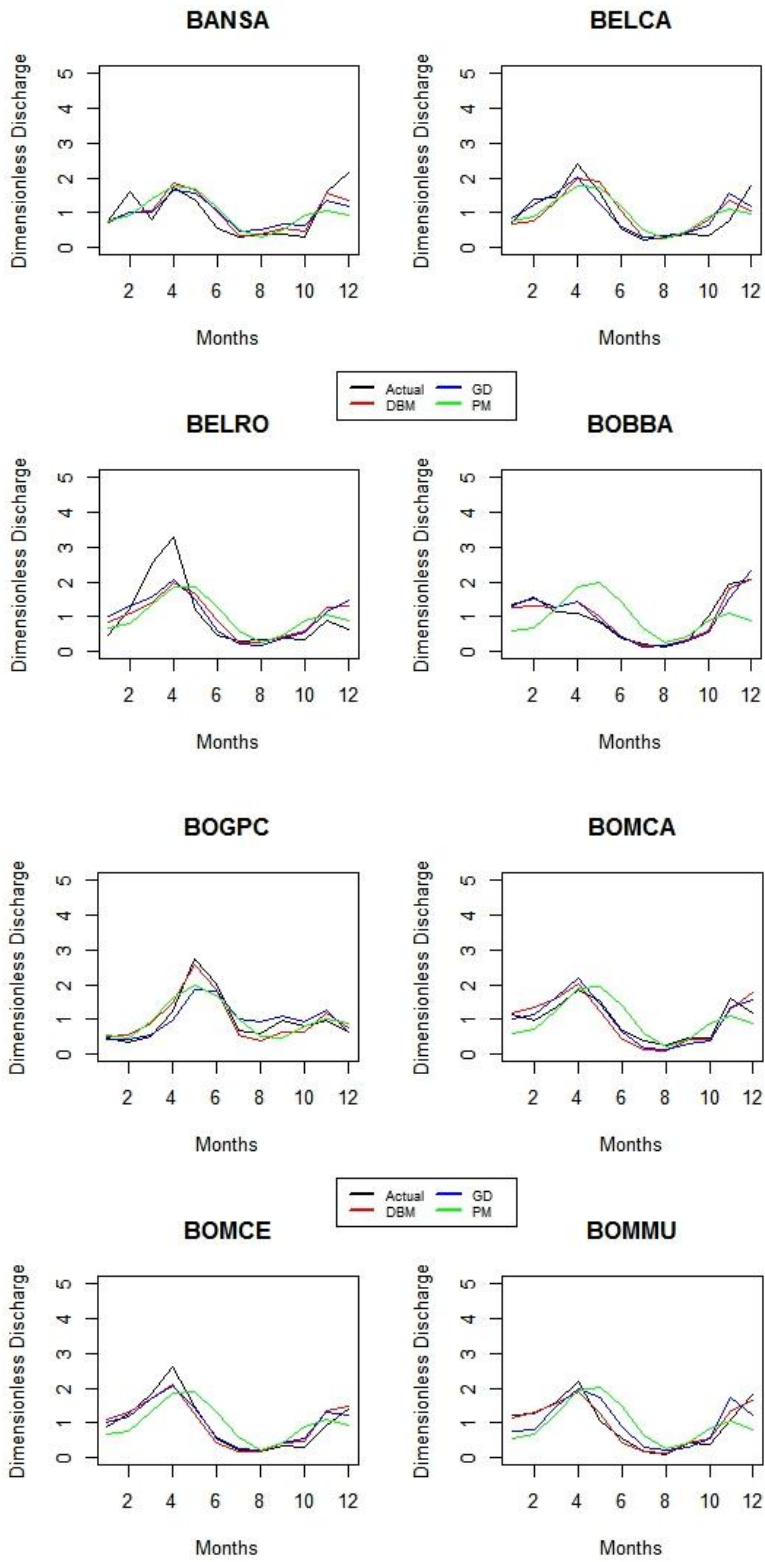 BANSA
BELCA
Dimensionless Discharge
0 1 2 3 4 5
2 4 6 8 10 12
Months
Dimensionless Discharge
0 1 2 3 4 5
2 4 6 8 10 12
Months
Actual GD
DBM PM
BELRO
BOBBA
Dimensionless Discharge
0 1 2 3 4 5
2 4 6 8 10 12
Months
Dimensionless Discharge
0 1 2 3 4 5
2 4 6 8 10 12
Months
BOGPC
BOMCA
Dimensionless Discharge
0 1 2 3 4 5
2 4 6 8 10 12
Months
Dimensionless Discharge
0 1 2 3 4 5
2 4 6 8 10 12
Months
Actual GD
DBM PM
BOMCE
BOMMU
Dimensionless Discharge
0 1 2 3 4 5
2 4 6 8 10 12
Months
Dimensionless Discharge
0 1 2 3 4 5
2 4 6 8 10 12
Months